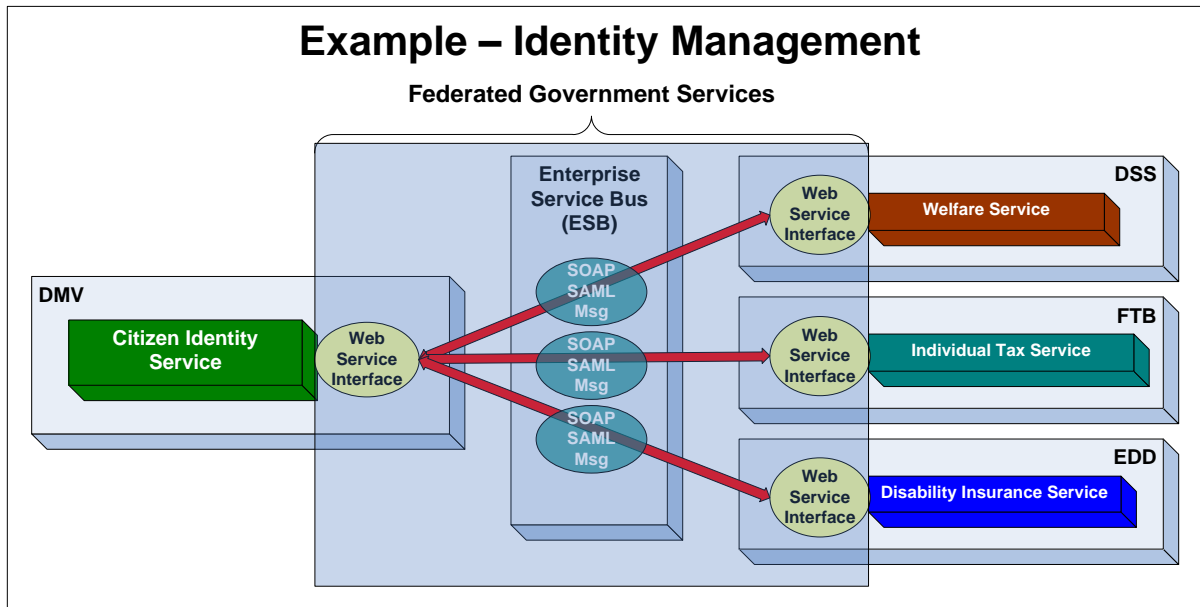 Example – Identity Management
Federated Government Services
Enterprise
Service Bus
(ESB)
DMV
Citizen Identity
Service
Web
Service
Interface
SOAP
SAML
Msg
SOAP
SAML
Msg
SOAP
SAML
Msg
DSS
Web
Service
Interface
Welfare Service
FTB
Web
Service
Interface
Individual Tax Service
EDD
Web
Service
Interface
Disability Insurance Service